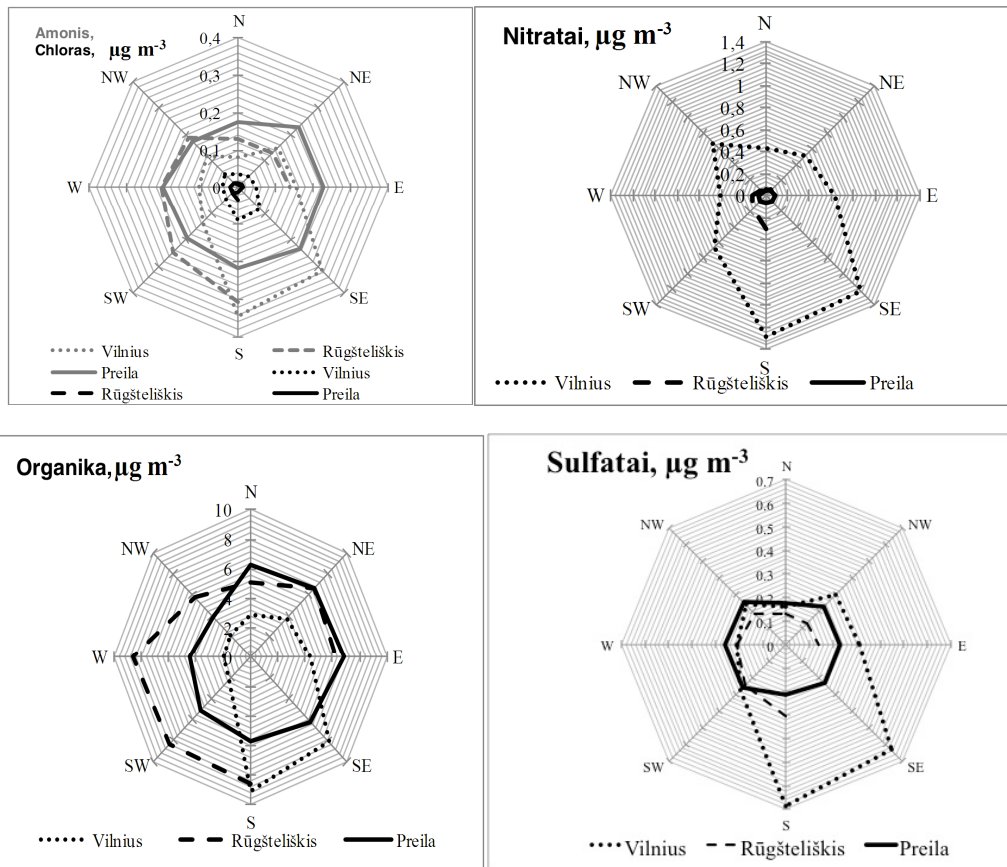 Amonis,
Chloras, µg m-3
N
0,4
0,3
0,2
0,1
0
NW
NE
W
E
SW
SE
S
Vilnius
Rūgšteliškis
Preila
Vilnius
Rūgšteliškis
Preila
Nitratai, µg m-3
N
1,4
1,2
1
0,8
0,6
0,4
0,2
0
NW
NE
W
E
SW
SE
S
Vilnius
Rūgšteliškis
Preila
Organika, µg m-3
N
10
8
6
4
2
0
NW
NE
W
E
SW
SE
S
Vilnius
Rūgšteliškis
Preila
Sulfatai, µg m-3
N
0.7
0.6
0.5
0.4
0.3
0.2
0.1
0
NW
NW
W
E
SW
SE
S
Vilnius
Rūgšteliškis
Preila